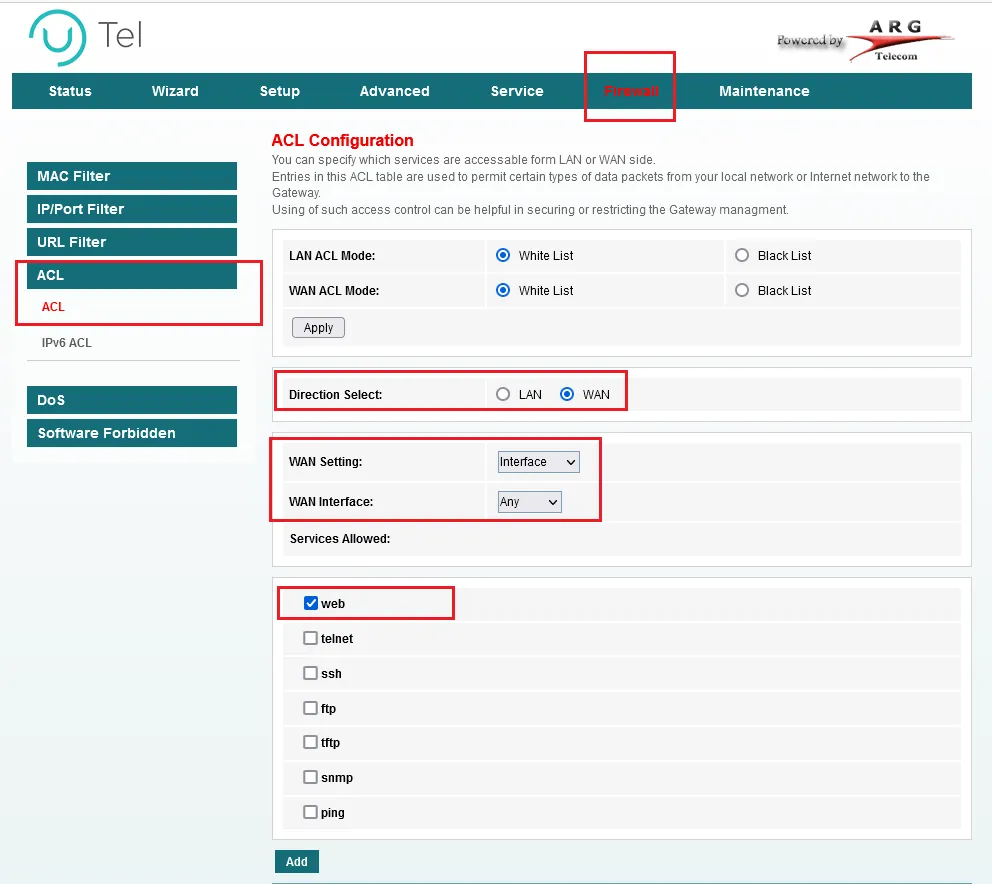 U Tel
Powered by ARG
Telecom
Status Wizard Setup Advanced Service Firewall Maintenance
MAC Filter
IP/Port Filter
URL Filter
ACL
ACL
IPv6 ACL
DoS
Software Forbidden
ACL Configuration
You can specify which services are accessable form LAN or WAN side.
Entries in this ACL table are used to permit certain types of data packets from your local network or Internet network to the
Gateway.
Using of such access control can be helpful in securing or restricting the Gateway managment.
LAN ACL Mode: White List Black List
WAN ACL Mode: White List Black List
Apply
Direction Select: LAN WAN
WAN Setting: Interface
WAN Interface: Any
Services Allowed:
web
telnet
ssh
ftp
tftp
snmp
ping
Add